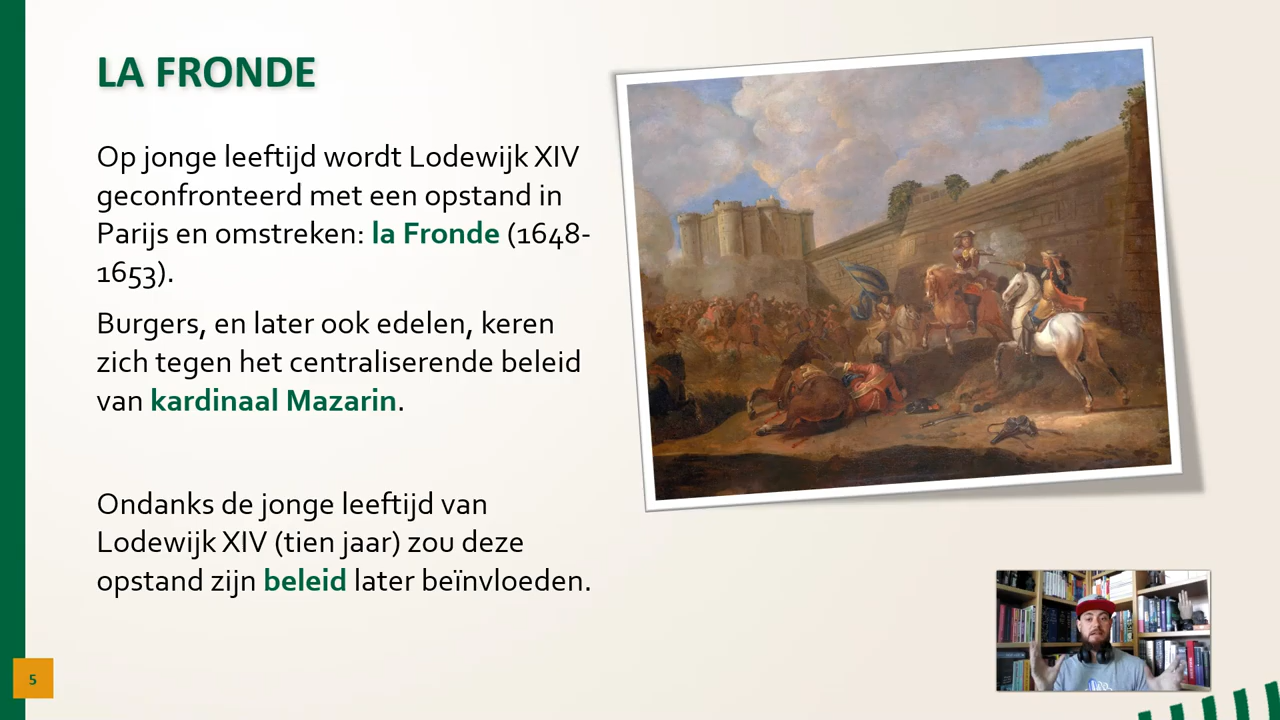 LA FRONDE
Op jonge leeftijd wordt Lodewijk XIV
geconfronteerd met een opstand in
Parijs en omstreken: la Fronde (1648-
1653).
Burgers, en later ook edelen, keren
zich tegen het centraliserende beleid
van kardinaal Mazarin.
Ondanks de jonge leeftijd van
Lodewijk XIV (tien jaar) zou deze
opstand zijn beleid later beïnvloeden.
5